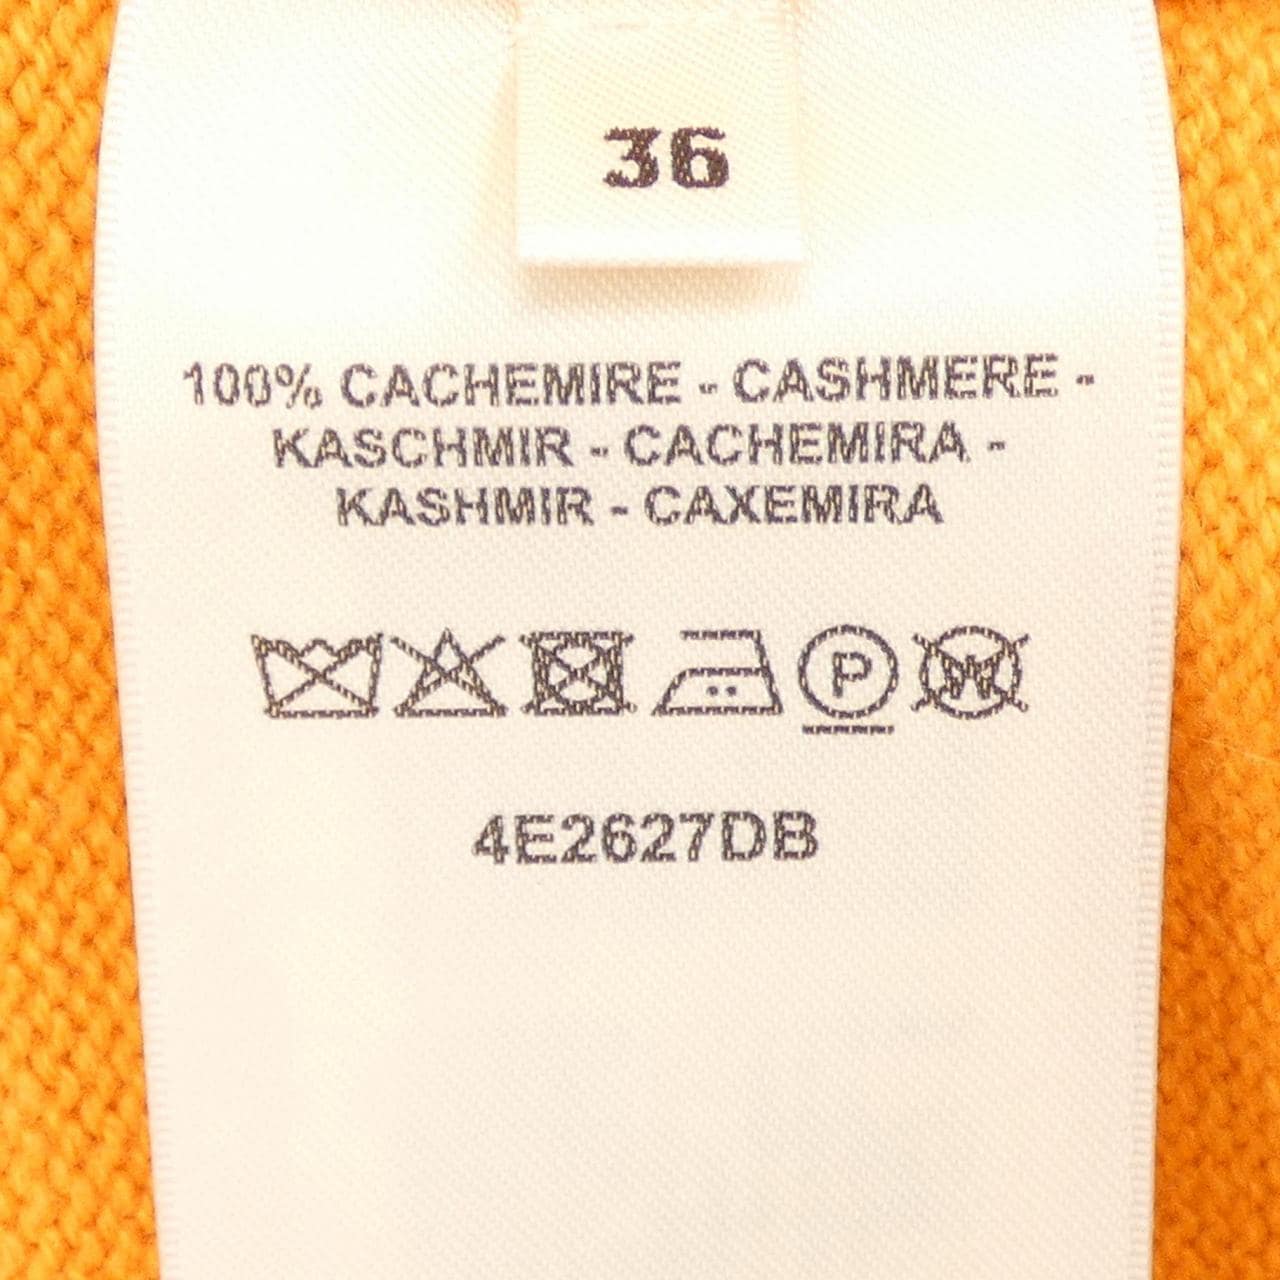 36
100% CACHEMIRE - CASHMERE -
KASCHMIR - CACHEMIRA -
KASHMIR - CAXEMIRA
P W
4E2627DB